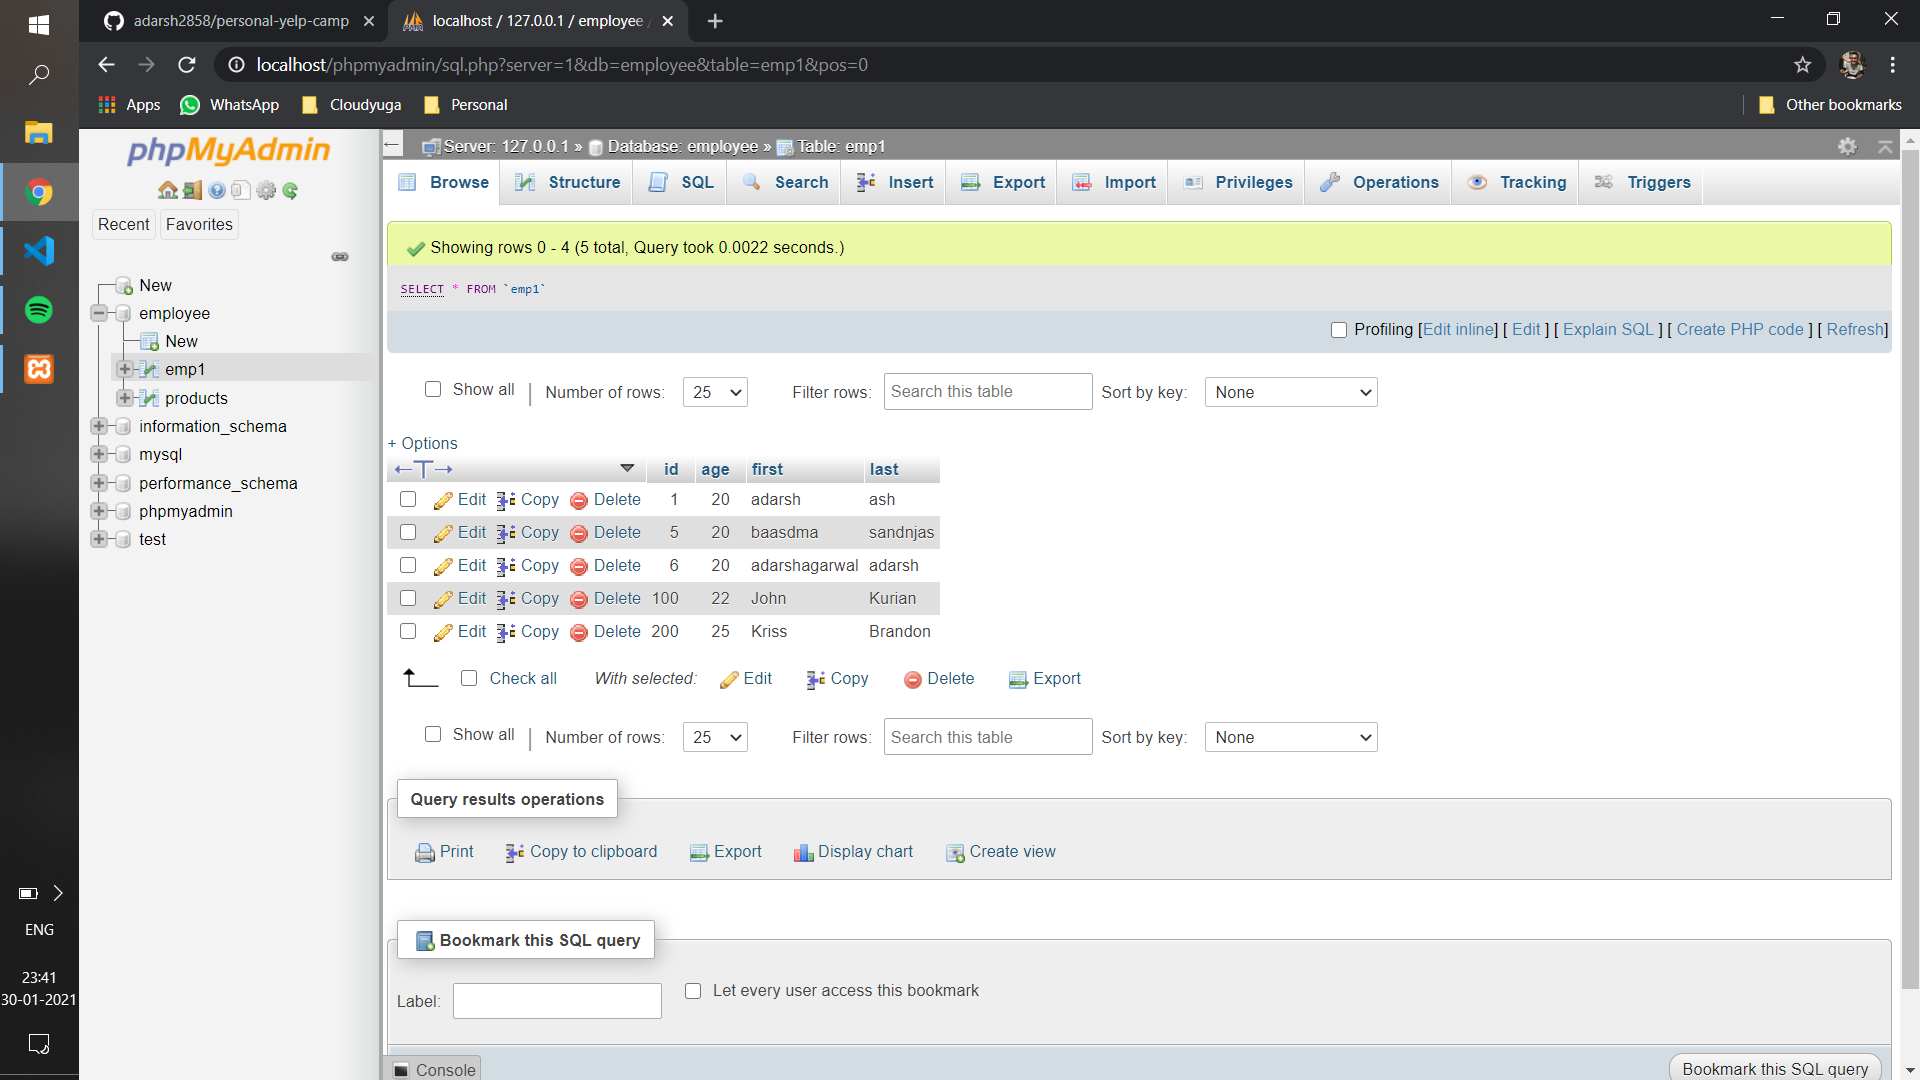 adarsh2858/personal-yelp-camp
localhost / 127.0.0.1 / employee /
localhost/phpmyadmin/sql.php?server=1&db=employee&table=emp1&pos=0
Apps WhatsApp Cloudyuga Personal Other bookmarks
phpMyAdmin
Recent Favorites
New
employee
New
emp1
products
information_schema
mysql
performance_schema
phpmyadmin
test
Server: 127.0.0.1 » Database: employee » Table: emp1
Browse Structure SQL Search Insert Export Import Privileges Operations Tracking Triggers
Showing rows 0 - 4 (5 total, Query took 0.0022 seconds.)
SELECT * FROM `emp1`
Profiling [Edit inline] [ Edit ] [ Explain SQL ] [ Create PHP code ] [ Refresh]
Show all | Number of rows: 25 Filter rows: Search this table Sort by key: None
+ Options
id age first last
Edit Copy Delete 1 20 adarsh ash
Edit Copy Delete 5 20 baasdma sandnjas
Edit Copy Delete 6 20 adarshagarwal adarsh
Edit Copy Delete 100 22 John Kurian
Edit Copy Delete 200 25 Kriss Brandon
Check all With selected: Edit Copy Delete Export
Show all | Number of rows: 25 Filter rows: Search this table Sort by key: None
Query results operations
Print Copy to clipboard Export Display chart Create view
Bookmark this SQL query
Label: Let every user access this bookmark
Console
Bookmark this SQL query
ENG
23:41
30-01-2021